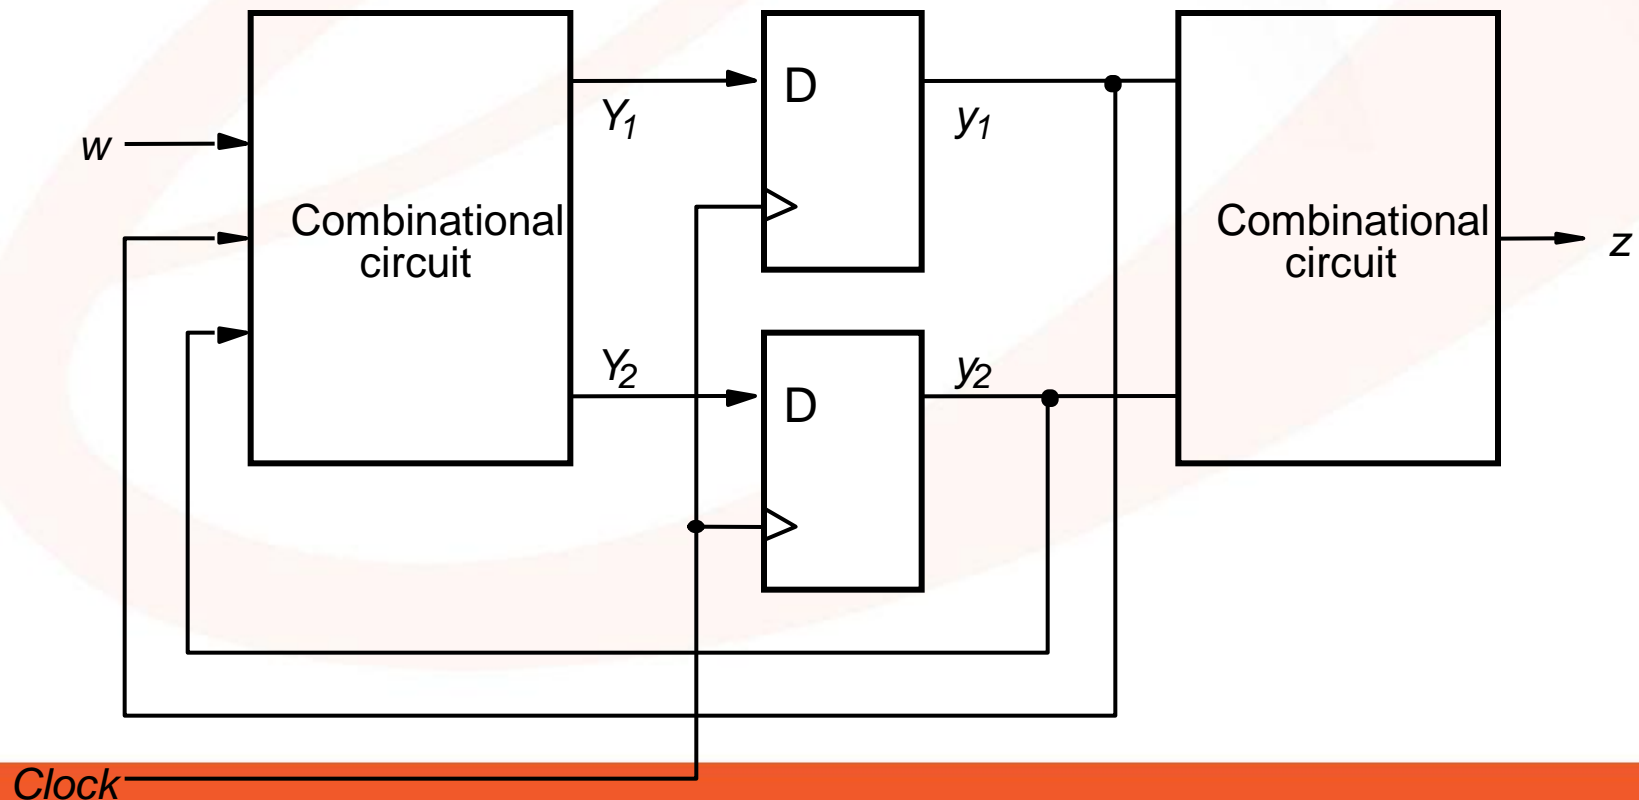 D
Y1
y1
w
Combinational
circuit
Combinational
circuit
z
Y2
y2
D
Clock